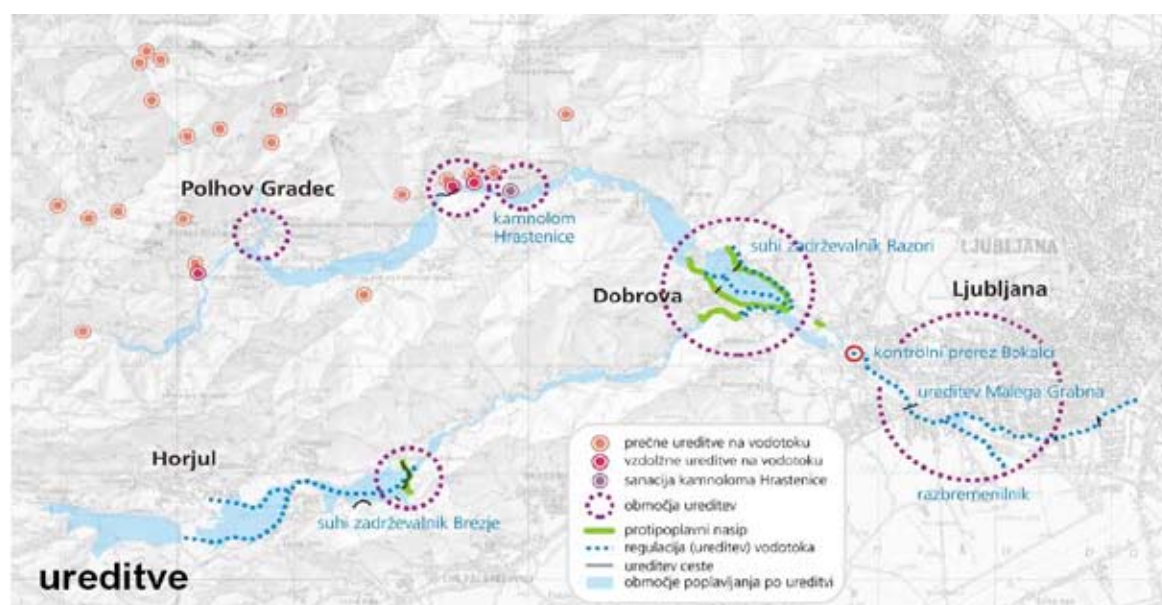 Polhov Gradec
kamnolom
Hrastenice
suhi zadrževalnik Razori
LJUBLJANA
Dobrova
Ljubljana
kontrolni prerez Bokalci
ureditev Malega Grabna
Horjul
suhi zadrževalnik Brezje
razbremenilnik
prečne ureditve na vodotoku
vzdolžne ureditve na vodotoku
sanacija kamnoloma Hrastenice
območja ureditev
protipoplavni nasip
regulacija (ureditev) vodotoka
ureditev ceste
območje poplavljanja po ureditvi
ureditve